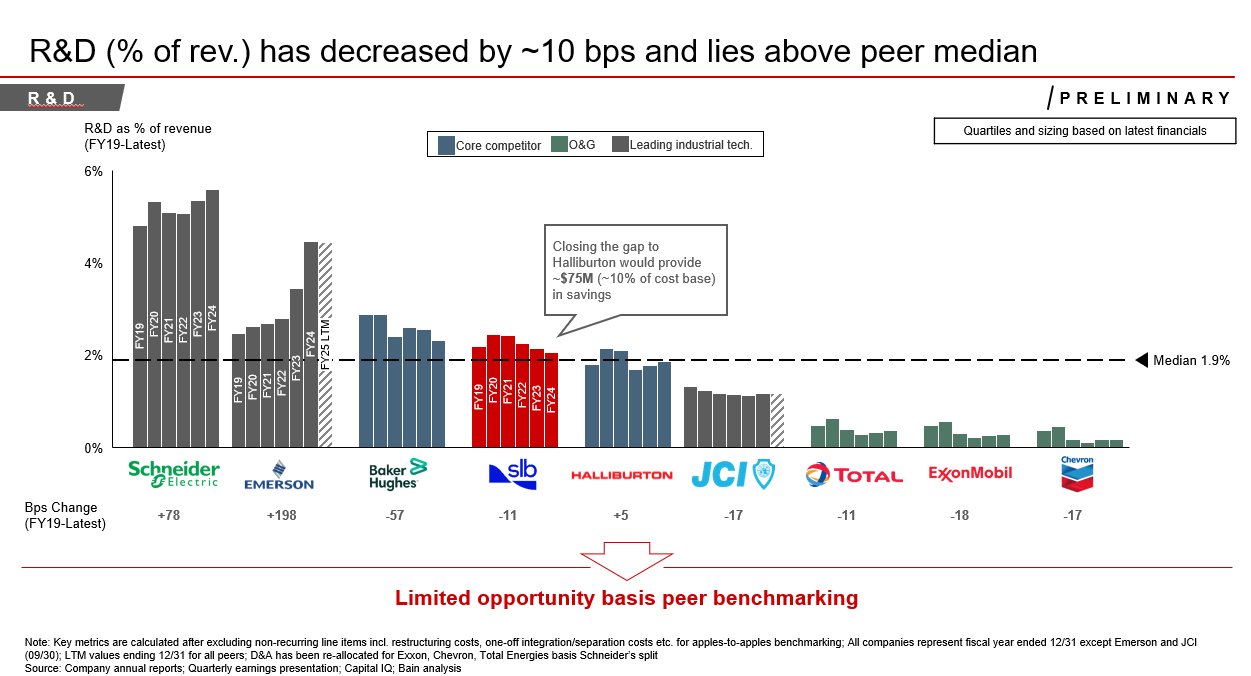 R&D (% of rev.) has decreased by ~10 bps and lies above peer median
R&D
PRELIMINARY
Quartiles and sizing based on latest financials
R&D as % of revenue
(FY19-Latest)
Core competitor O&G Leading industrial tech.
6%
4%
2%
0%
Closing the gap to
Halliburton would provide
~$75M (~10% of cost base)
in savings
Median 1.9%
FY19 FY20 FY21 FY22 FY23 FY24
FY19 FY20 FY21 FY22 FY23 FY24 FY25 LTM
FY19 FY20 FY21 FY22 FY23 FY24
Schneider
Electric
EMERSON
Baker
Hughes
slb
HALLIBURTON
JCI
TOTAL
ExxonMobil
Chevron
Bps Change
(FY19-Latest)
+78 +198 -57 -11 +5 -17 -11 -18 -17
Limited opportunity basis peer benchmarking
Note: Key metrics are calculated after excluding non-recurring line items incl. restructuring costs, one-off integration/separation costs etc. for apples-to-apples benchmarking; All companies represent fiscal year ended 12/31 except Emerson and JCI
(09/30); LTM values ending 12/31 for all peers; D&A has been re-allocated for Exxon, Chevron, Total Energies basis Schneider's split
Source: Company annual reports; Quarterly earnings presentation; Capital IQ; Bain analysis